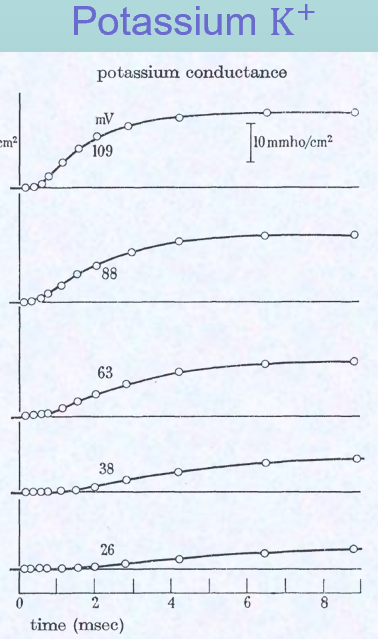 Potassium K⁺
potassium conductance
mV
109
cm²
10 mmho/cm²
88
63
38
26
0 2 4 6 8
time (msec)